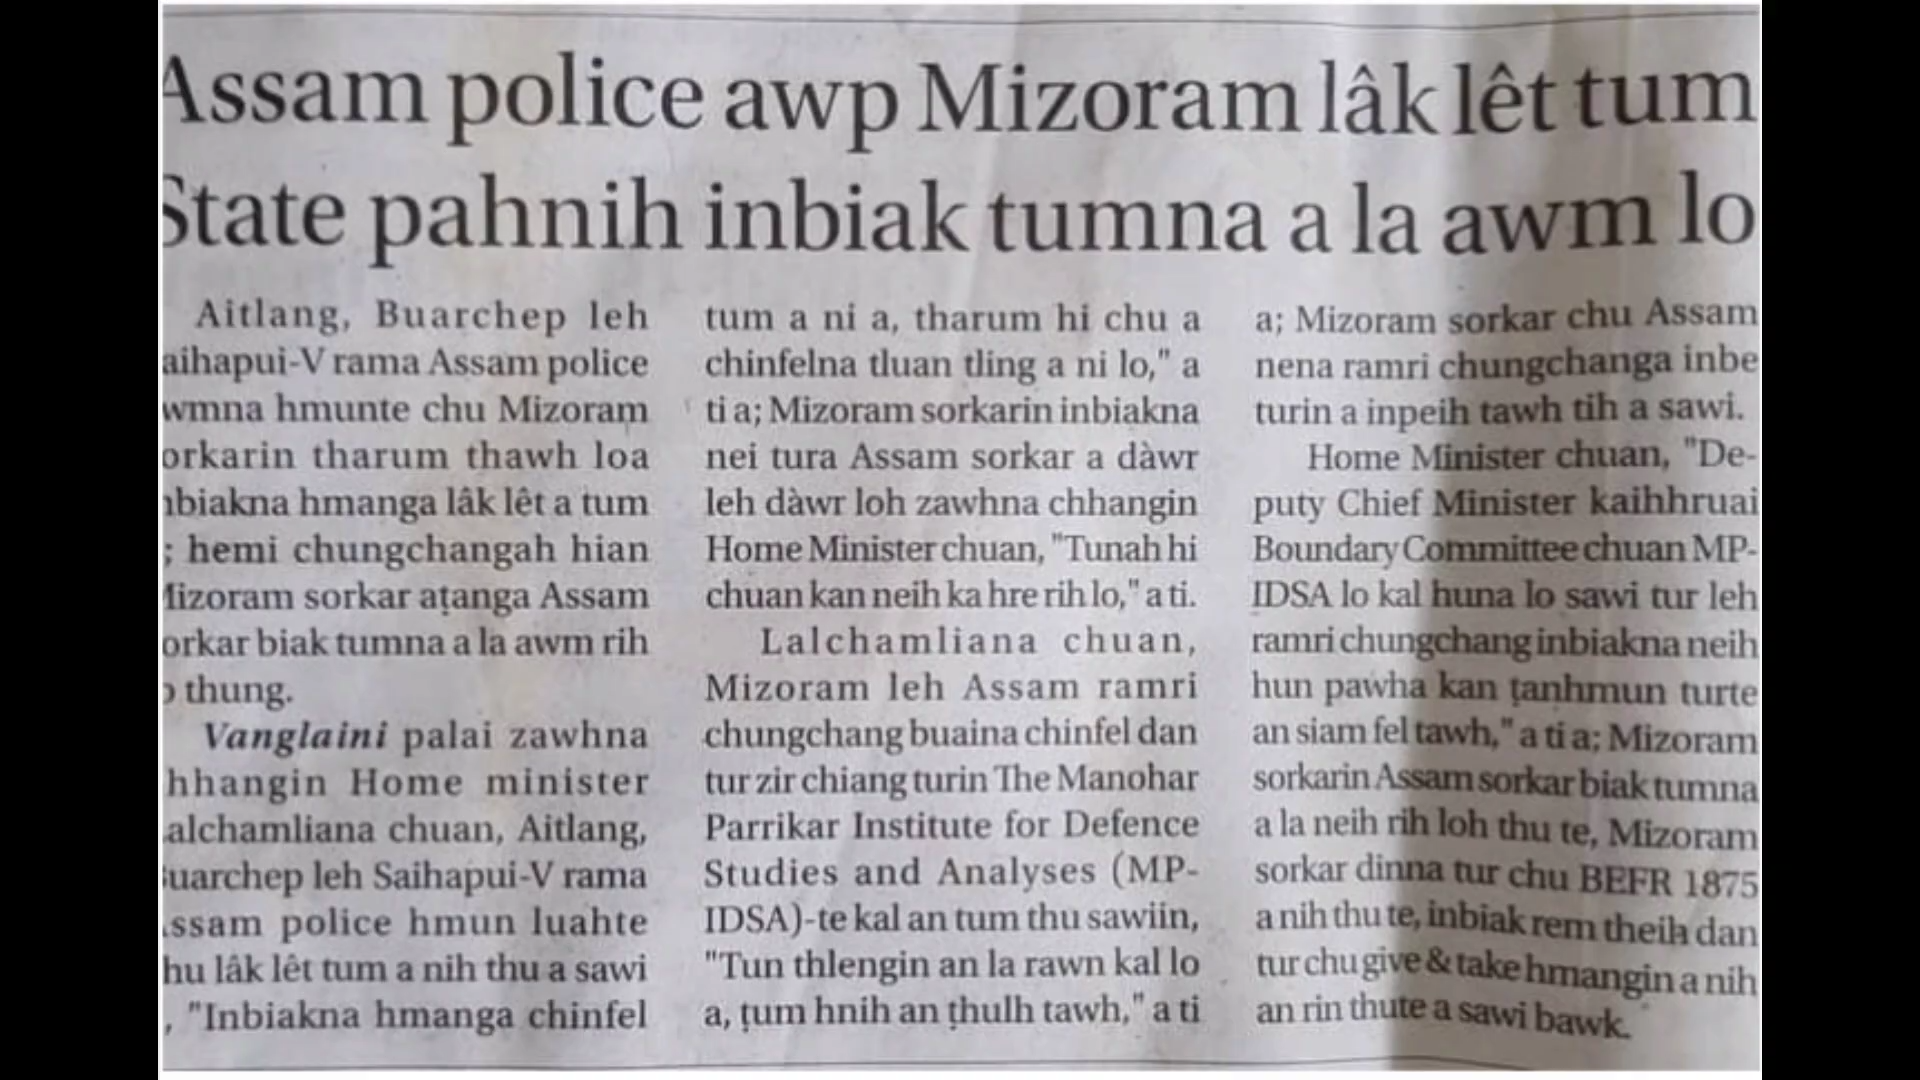 Assam police awp Mizoram lâk lêt tum
State pahnih inbiak tumna a la awm lo
Aitlang, Buarchep leh
aihapui-V rama Assam police
wmna hmunte chu Mizoram
orkarin tharum thawh loa
nbiakna hmanga lâk lêt a tum
; hemi chungchangah hian
Mizoram sorkar aṭanga Assam
orkar biak tumna a la awm rih
o thung.
Vanglaini palai zawhna
hhangin Home minister
alchamliana chuan, Aitlang,
Buarchep leh Saihapui-V rama
Assam police hmun luahte
hu lâk lêt tum a nih thu a sawi
, "Inbiakna hmanga chinfel
tum a ni a, tharum hi chu a
chinfelna tluan tling a ni lo," a
ti a; Mizoram sorkarin inbiakna
nei tura Assam sorkar a dàwr
leh dàwr loh zawhna chhangin
Home Minister chuan, "Tunah hi
chuan kan neih ka hre rih lo," a ti.
Lalchamliana chuan,
Mizoram leh Assam ramri
chungchang buaina chinfel dan
tur zir chiang turin The Manohar
Parrikar Institute for Defence
Studies and Analyses (MP-
IDSA)-te kal an tum thu sawiin,
"Tun thlengin an la rawn kal lo
a, ṭum hnih an ṭhulh tawh," a ti
a; Mizoram sorkar chu Assam
nena ramri chungchanga inbe
turin a inpeih tawh tih a sawi.
Home Minister chuan, "De-
puty Chief Minister kaihhruai
Boundary Committee chuan MP-
IDSA lo kal huna lo sawi tur leh
ramri chungchang inbiakna neih
hun pawha kan ṭanhmun turte
an siam fel tawh," a ti a; Mizoram
sorkarin Assam sorkar biak tumna
a la neih rih loh thu te, Mizoram
sorkar dinna tur chu BEFR 1875
a nih thu te, inbiak rem theih dan
tur chu give & take hmangin a nih
an rin thute a sawi bawk.